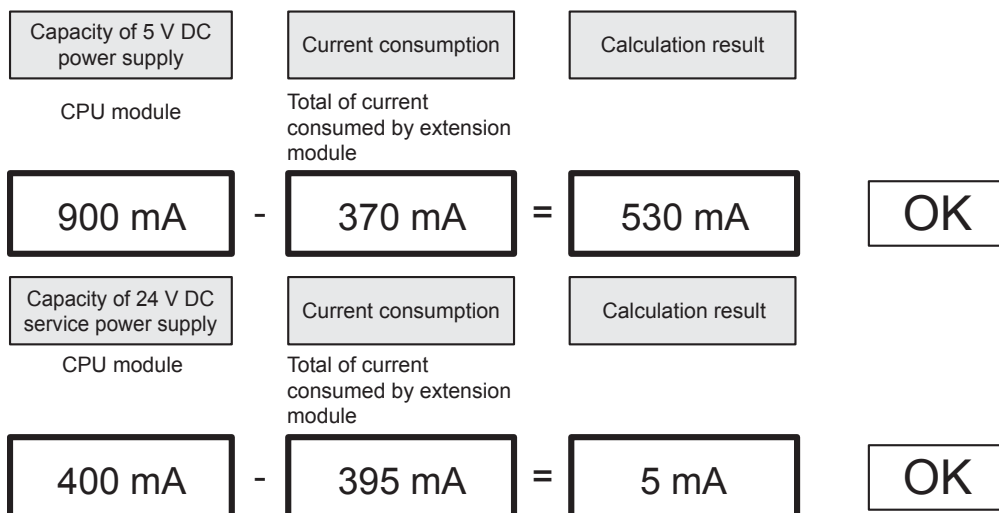 Capacity of 5 V DC
power supply
Current consumption
Calculation result
CPU module
Total of current
consumed by extension
module
900 mA - 370 mA = 530 mA OK
Capacity of 24 V DC
service power supply
Current consumption
Calculation result
CPU module
Total of current
consumed by extension
module
400 mA - 395 mA = 5 mA OK